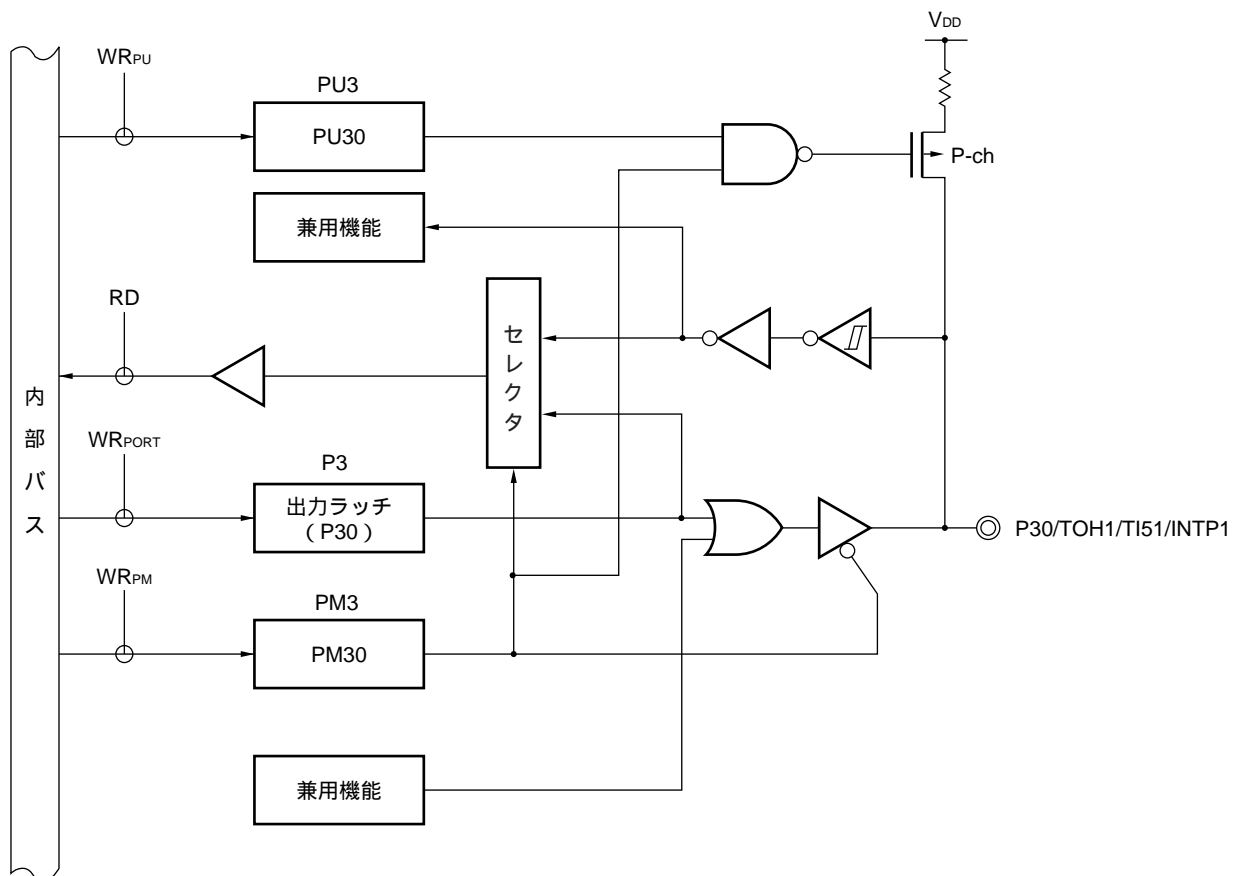 VDD
WRPU
PU3
PU30
P-ch
兼用機能
RD
セレクタ
内部バス
WRPORT
P3
出力ラッチ
（P30）
P30/TOH1/TI51/INTP1
WRPM
PM3
PM30
兼用機能